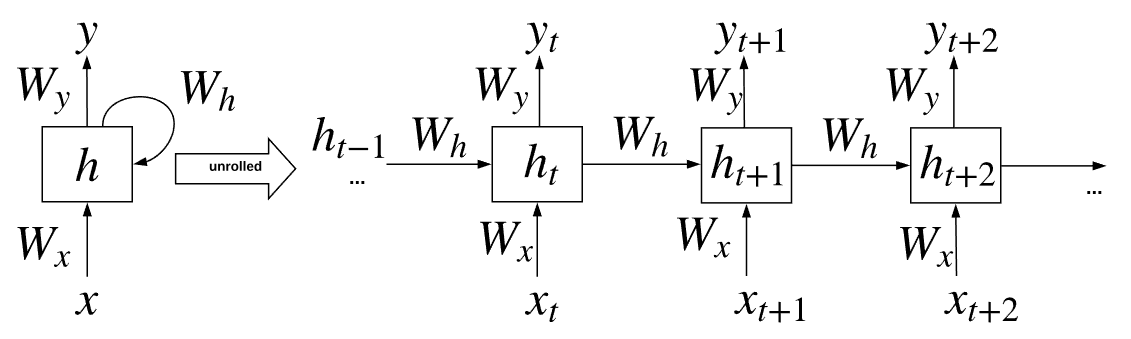 y
W_y
W_h
h
W_x
x
unrolled
h_{t-1}
...
W_h
y_t
W_y
h_t
W_x
x_t
W_h
y_{t+1}
W_y
h_{t+1}
W_x
x_{t+1}
W_h
y_{t+2}
W_y
h_{t+2}
W_x
x_{t+2}
...